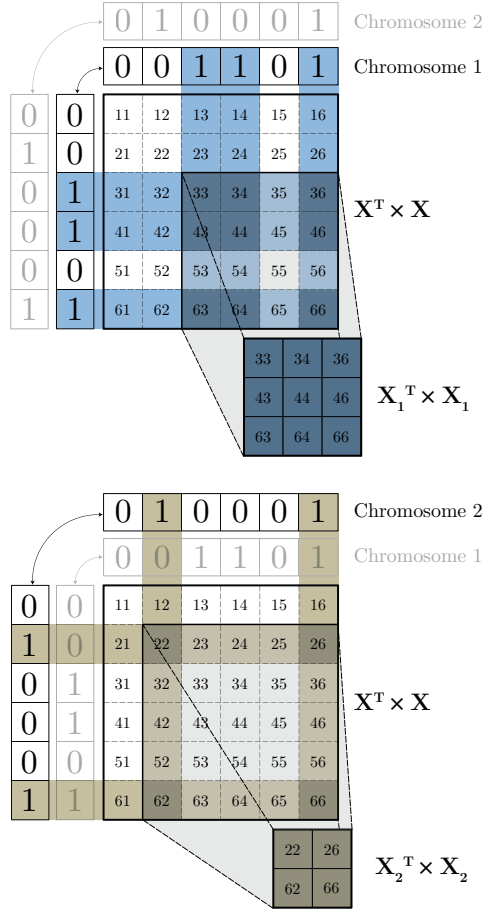 0 1 0 0 0 1 Chromosome 2
0 0 1 1 0 1 Chromosome 1
0 0 11 12 13 14 15 16
1 0 21 22 23 24 25 26
0 1 31 32 33 34 35 36
0 1 41 42 43 44 45 46
0 0 51 52 53 54 55 56
1 1 61 62 63 64 65 66
X^T × X
33 34 36
43 44 46
63 64 66
X_1^T × X_1
0 1 0 0 0 1 Chromosome 2
0 0 1 1 0 1 Chromosome 1
0 0 11 12 13 14 15 16
1 0 21 22 23 24 25 26
0 1 31 32 33 34 35 36
0 1 41 42 43 44 45 46
0 0 51 52 53 54 55 56
1 1 61 62 63 64 65 66
X^T × X
22 26
62 66
X_2^T × X_2